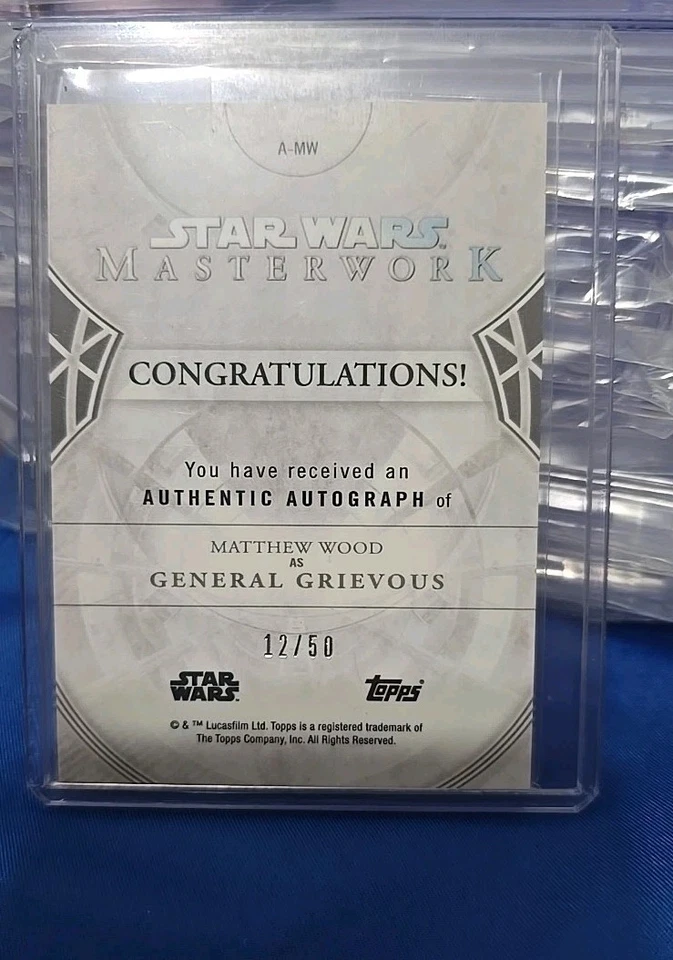 A-MW
STAR WARS
MASTERWORK
CONGRATULATIONS!
You have received an
AUTHENTIC AUTOGRAPH of
MATTHEW WOOD
AS
GENERAL GRIEVOUS
12/50
STAR WARS. Topps®
© & ™ Lucasfilm Ltd. Topps is a registered trademark of
The Topps Company, Inc. All Rights Reserved.